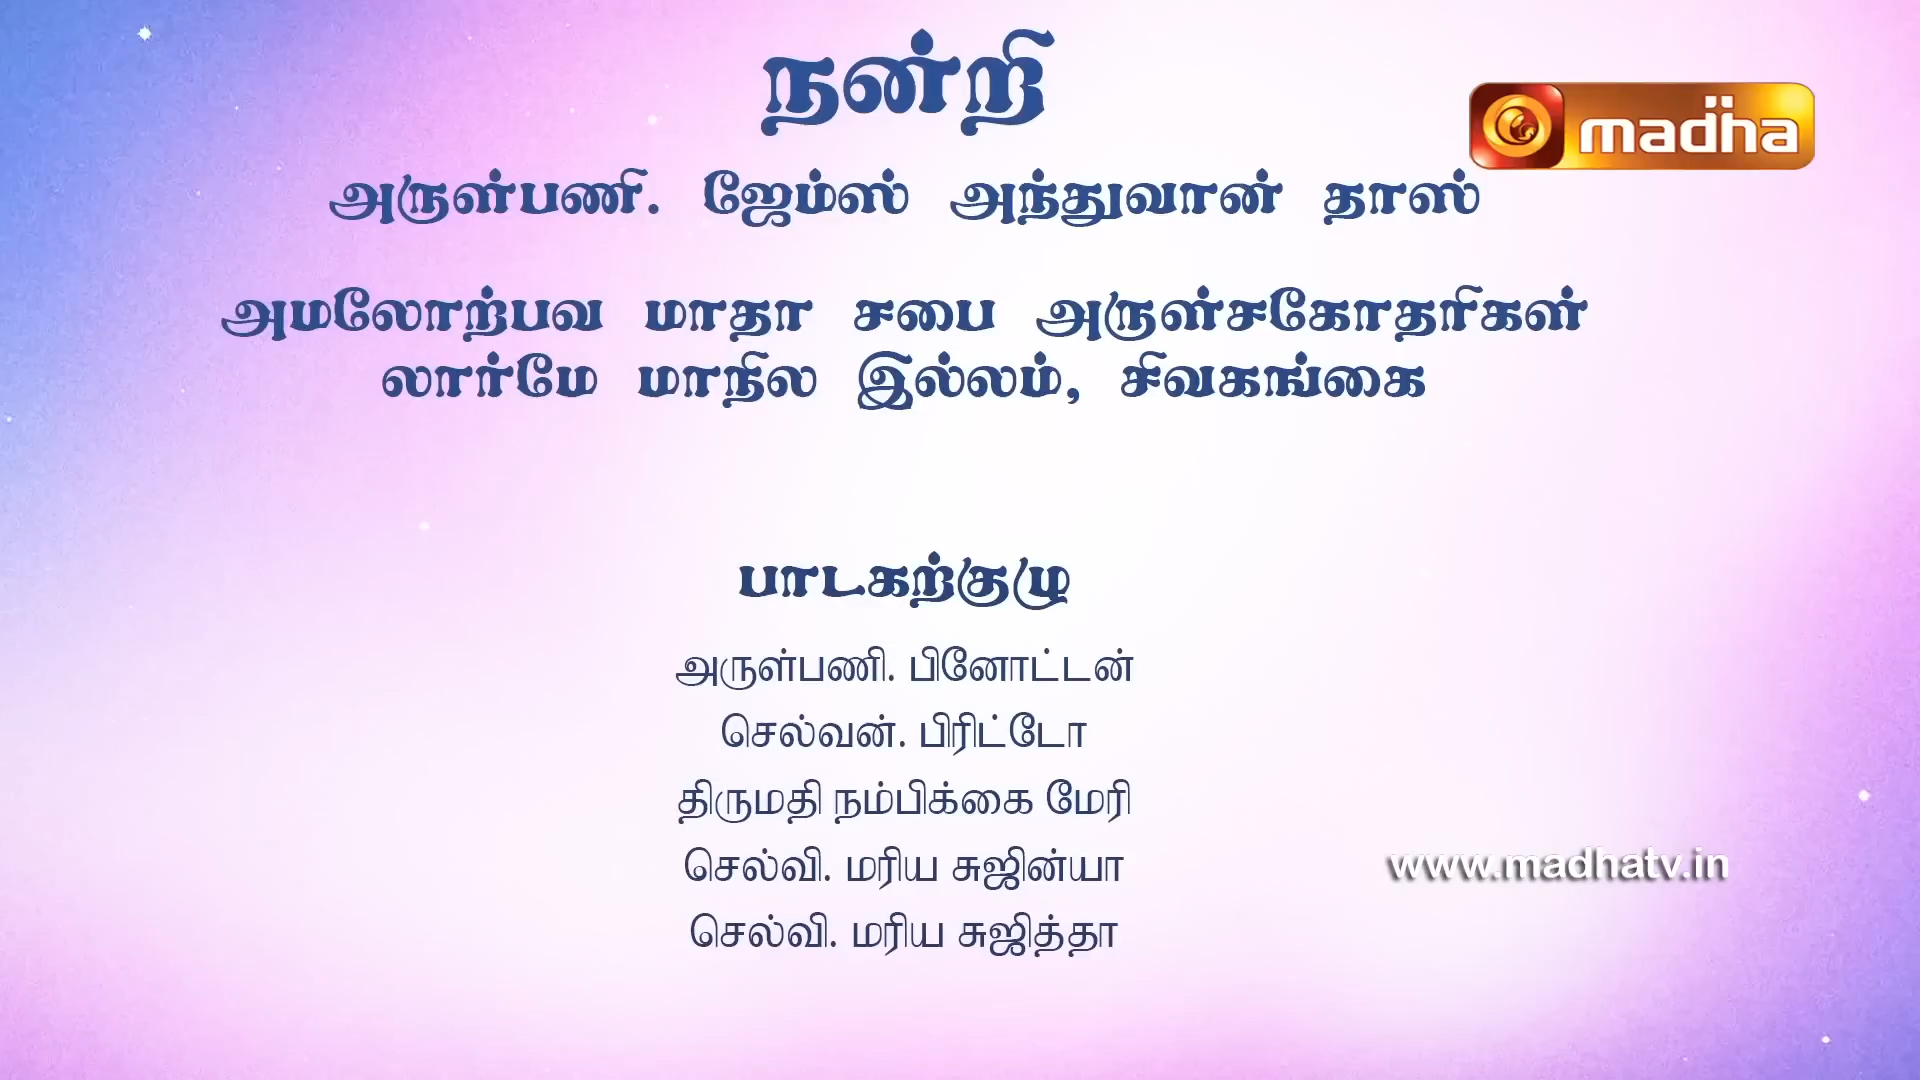 நன்றி
madha
அருள்பணி. ஜேம்ஸ் அந்துவான் தாஸ்
அமலோற்பவ மாதா சபை அருள்சகோதரிகள்
லார்மே மாநில இல்லம், சிவகங்கை
பாடகற்குழு
அருள்பணி. பினோட்டன்
செல்வன். பிரிட்டோ
திருமதி நம்பிக்கை மேரி
செல்வி. மரிய சுஜின்யா
www.madhatv.in
செல்வி. மரிய சுஜித்தா